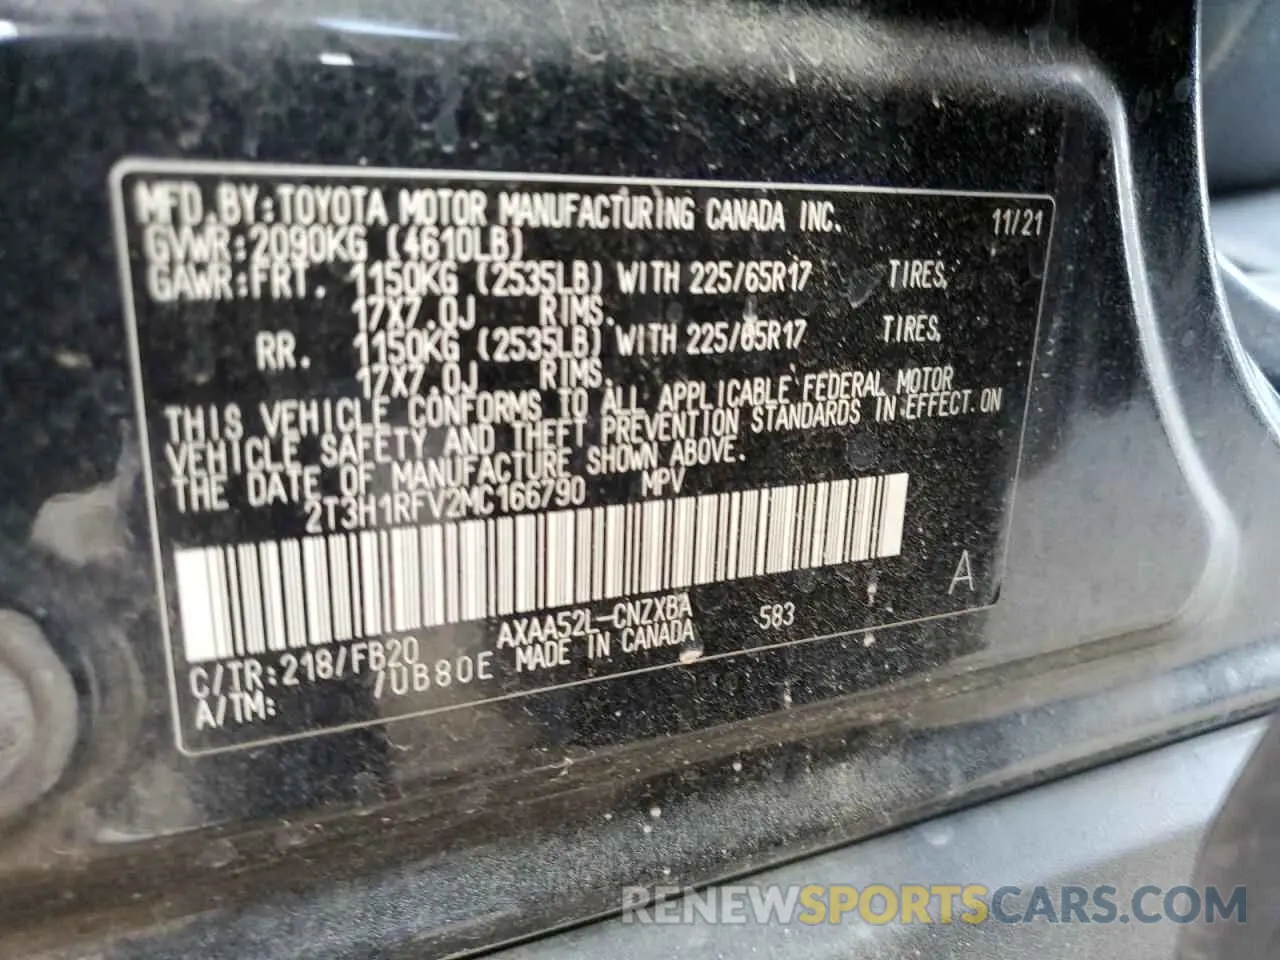 MFD.BY:TOYOTA MOTOR MANUFACTURING CANADA INC. 11/21
GVWR:2090KG (4610LB)
GAWR:FRT. 1150KG (2535LB) WITH 225/65R17 TIRES,
17X7.0J RIMS.
RR. 1150KG (2535LB) WITH 225/65R17 TIRES,
17X7.0J RIMS.
THIS VEHICLE CONFORMS TO ALL APPLICABLE FEDERAL MOTOR
VEHICLE SAFETY AND THEFT PREVENTION STANDARDS IN EFFECT ON
THE DATE OF MANUFACTURE SHOWN ABOVE.
2T3H1RFV2MC166790 MPV
C/TR:218/FB20 AXAA52L-CNZXBA 583 A
A/TM: 70B80E MADE IN CANADA
RENEWSPORTSCARS.COM